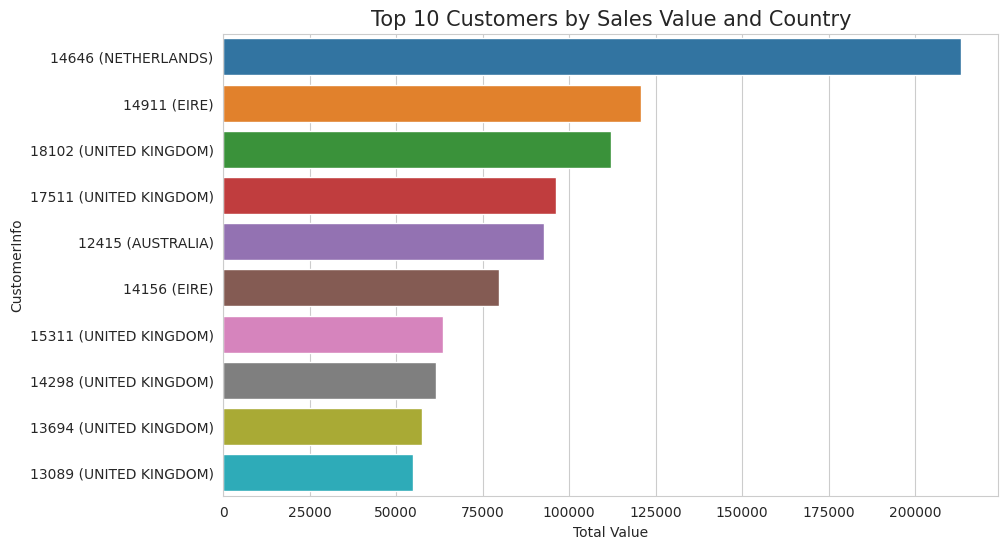 Top 10 Customers by Sales Value and Country
CustomerInfo
14646 (NETHERLANDS)
14911 (EIRE)
18102 (UNITED KINGDOM)
17511 (UNITED KINGDOM)
12415 (AUSTRALIA)
14156 (EIRE)
15311 (UNITED KINGDOM)
14298 (UNITED KINGDOM)
13694 (UNITED KINGDOM)
13089 (UNITED KINGDOM)
0 25000 50000 75000 100000 125000 150000 175000 200000
Total Value